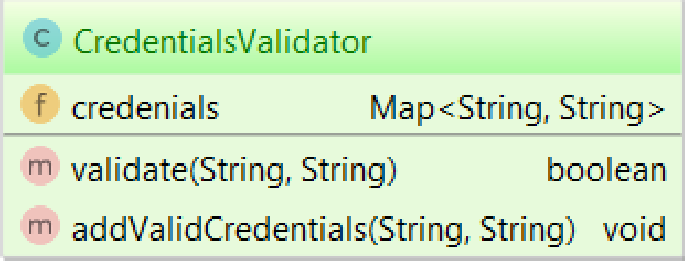 c CredentialsValidator
f credenials Map<String, String>
m validate(String, String) boolean
m addValidCredentials(String, String) void